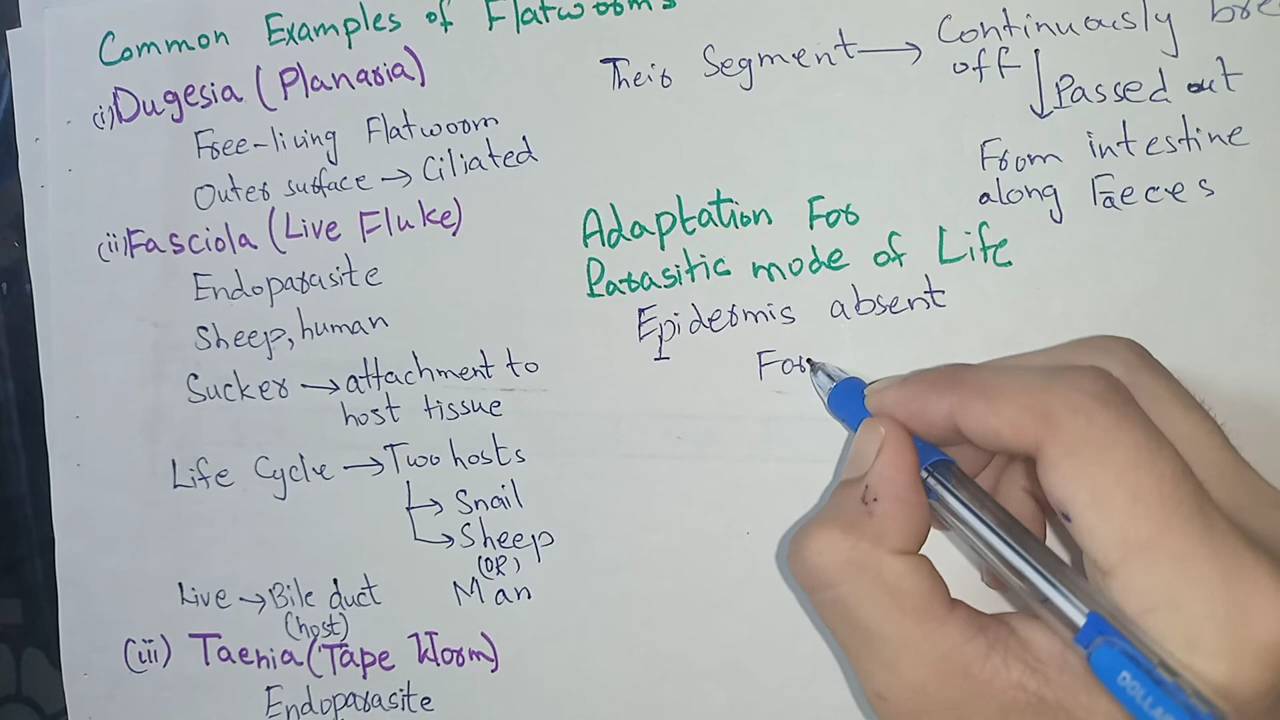 Common Examples of Flatworms
(i) Dugesia (Planaria)
Free-living Flatworm
Outer surface → Ciliated
(ii) Fasciola (Live Fluke)
Endoparasite
Sheep, human
Sucker → attachment to
host tissue
Life Cycle → Two hosts
→ Snail
→ Sheep
(OR)
Man
Live → Bile duct
(host)
(iii) Taenia (Tape Worm)
Endoparasite
Their Segment → Continuously
off ↓ Passed out
From intestine
along Faeces
Adaptation For
Parasitic mode of Life
Epidermis absent
For
DOLLA